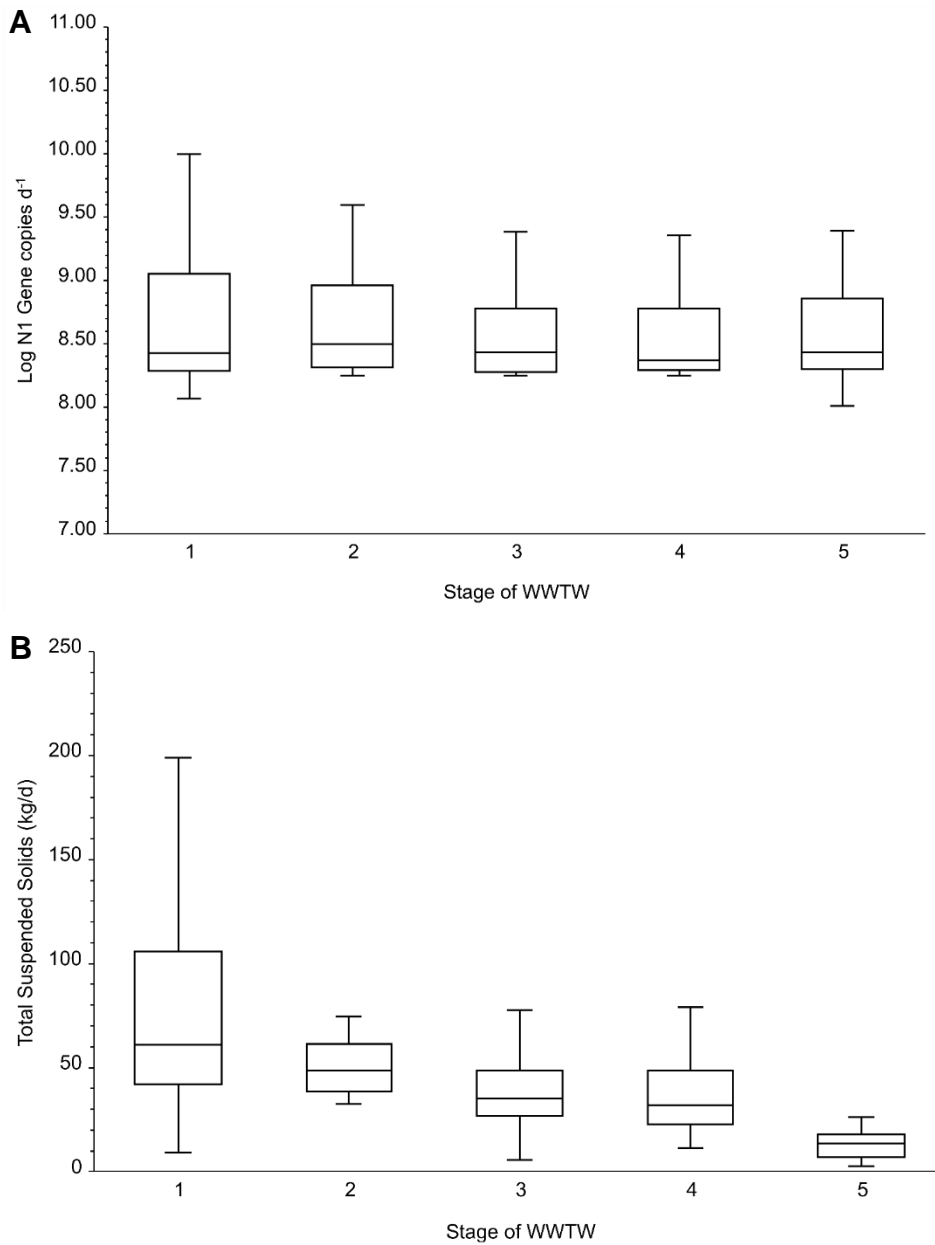 A
11.00
10.50
10.00
9.50
9.00
8.50
8.00
7.50
7.00
Log N1 Gene copies d-1
1 2 3 4 5
Stage of WWTW
B
250
200
150
100
50
0
Total Suspended Solids (kg/d)
1 2 3 4 5
Stage of WWTW